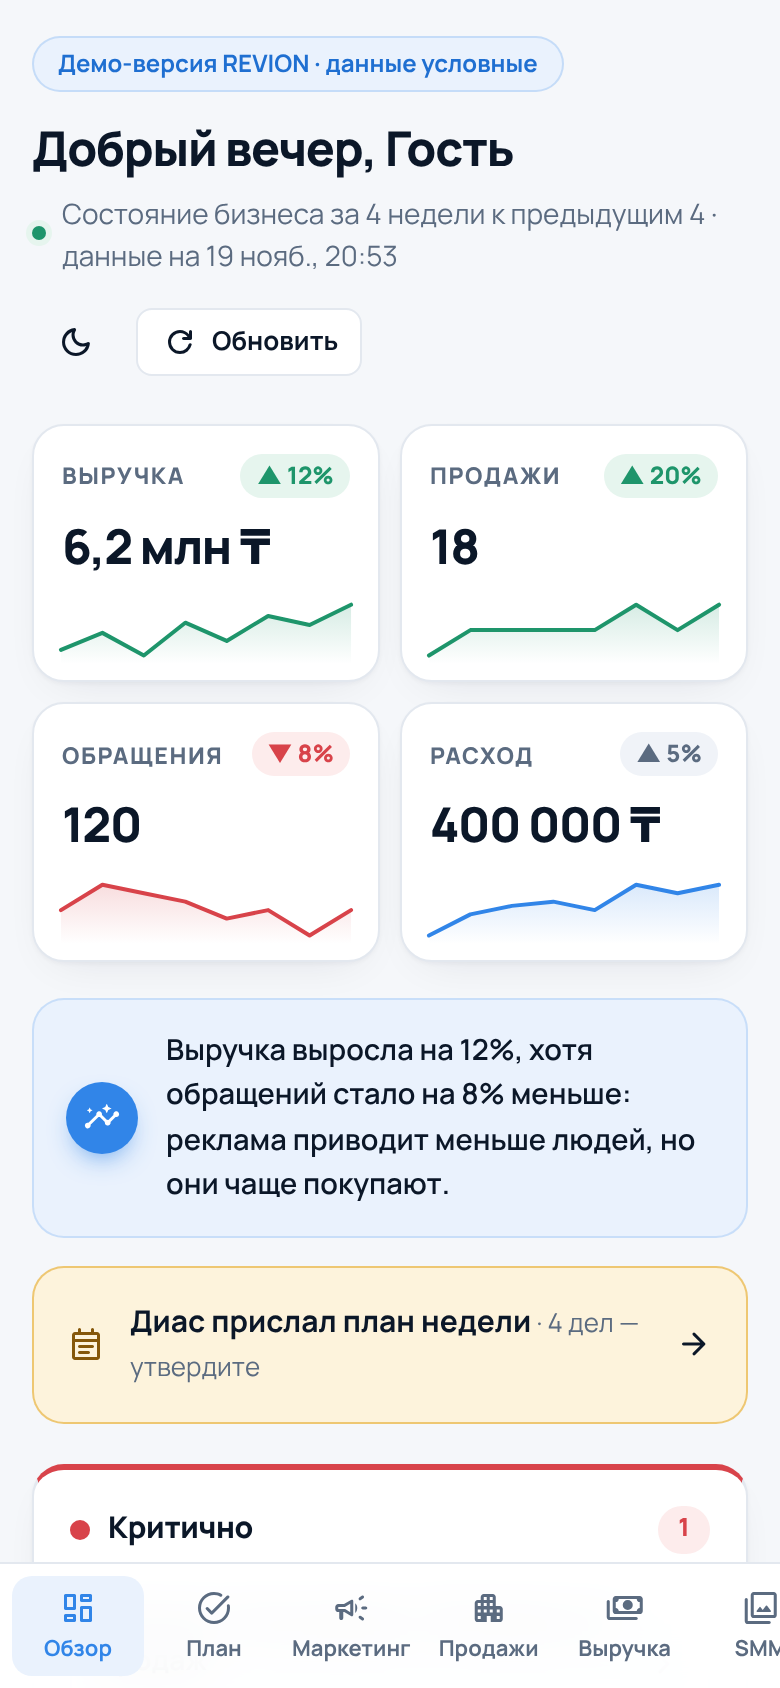 Демо-версия REVION · данные условные
Добрый вечер, Гость
Состояние бизнеса за 4 недели к предыдущим 4 ·
данные на 19 нояб., 20:53
Обновить
ВЫРУЧКА ▲ 12%
6,2 млн ₸
ПРОДАЖИ ▲ 20%
18
ОБРАЩЕНИЯ ▼ 8%
120
РАСХОД ▲ 5%
400 000 ₸
Выручка выросла на 12%, хотя
обращений стало на 8% меньше:
реклама приводит меньше людей, но
они чаще покупают.
Диас прислал план недели · 4 дел —
утвердите
Критично 1
Обзор План Маркетинг Продажи Выручка SMM